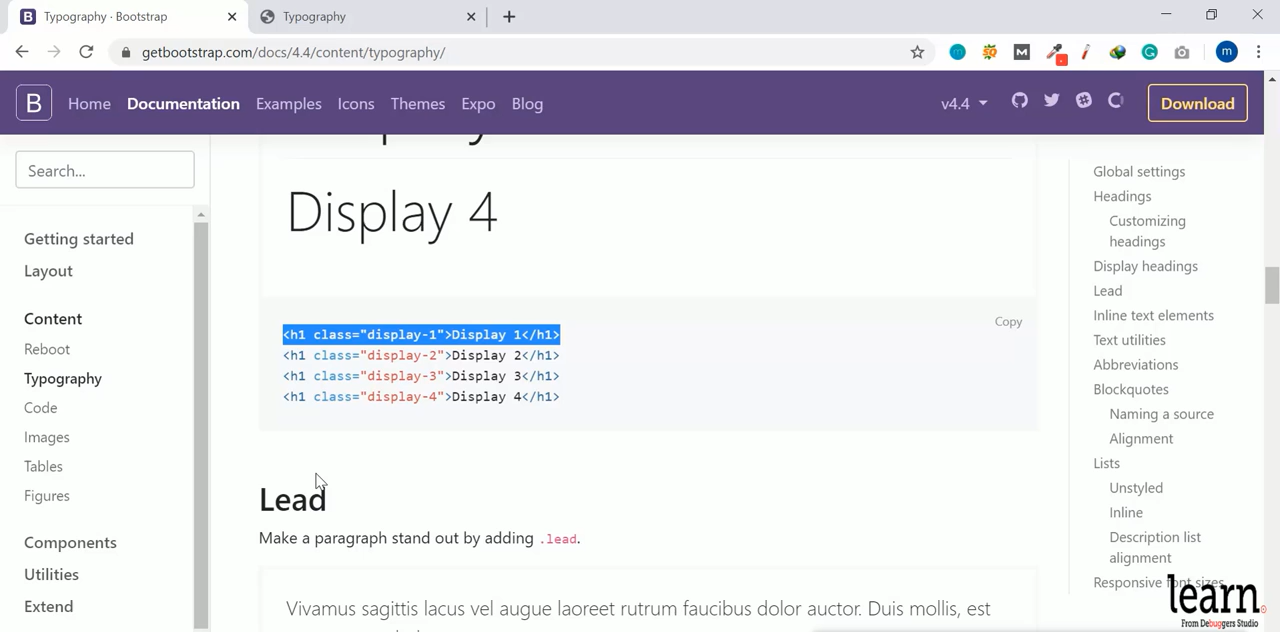 Typography · Bootstrap
Typography
getbootstrap.com/docs/4.4/content/typography/
B Home Documentation Examples Icons Themes Expo Blog v4.4 Download
Search...
Getting started
Layout
Content
Reboot
Typography
Code
Images
Tables
Figures
Components
Utilities
Extend
Display 4
Copy
<h1 class="display-1">Display 1</h1>
<h1 class="display-2">Display 2</h1>
<h1 class="display-3">Display 3</h1>
<h1 class="display-4">Display 4</h1>
Lead
Make a paragraph stand out by adding .lead.
Vivamus sagittis lacus vel augue laoreet rutrum faucibus dolor auctor. Duis mollis, est
Global settings
Headings
Customizing
headings
Display headings
Lead
Inline text elements
Text utilities
Abbreviations
Blockquotes
Naming a source
Alignment
Lists
Unstyled
Inline
Description list
alignment
Responsive font sizes
learn
From Debuggers Studio